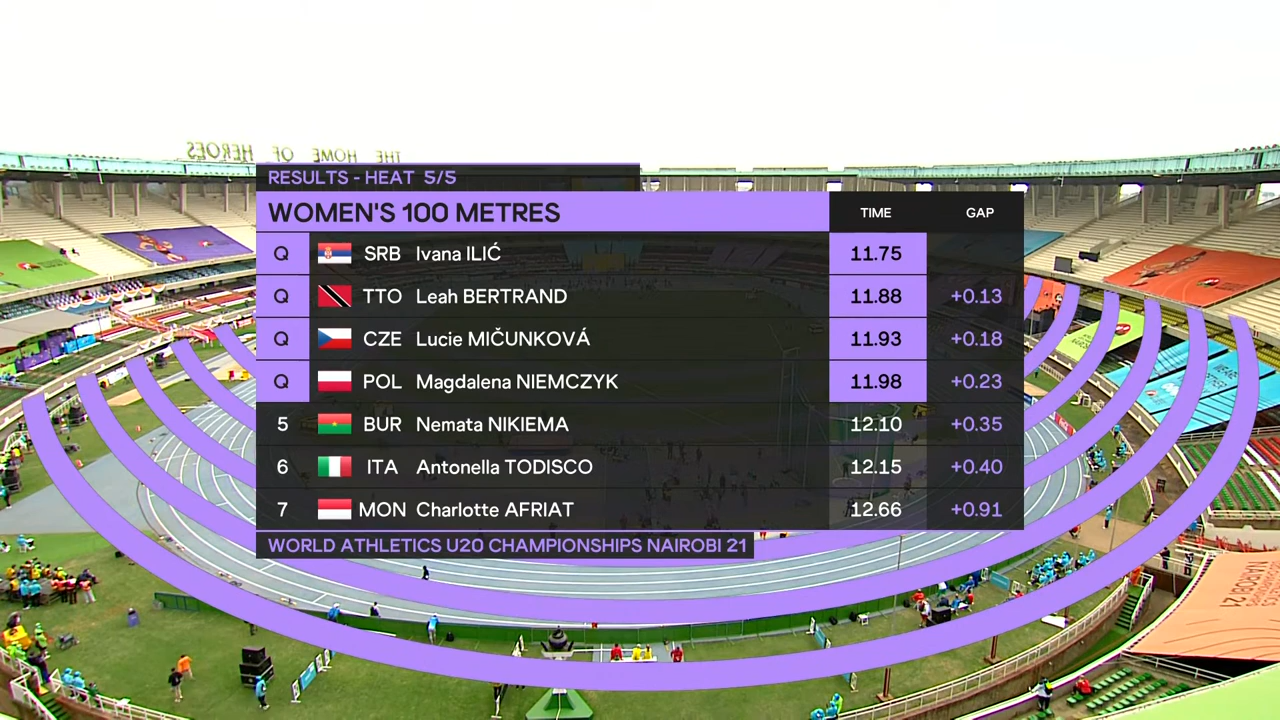 THE HOME OF HEROES
RESULTS - HEAT 5/5
WOMEN'S 100 METRES TIME GAP
Q SRB Ivana ILIĆ 11.75
Q TTO Leah BERTRAND 11.88 +0.13
Q CZE Lucie MIČUNKOVÁ 11.93 +0.18
Q POL Magdalena NIEMCZYK 11.98 +0.23
5 BUR Nemata NIKIEMA 12.10 +0.35
6 ITA Antonella TODISCO 12.15 +0.40
7 MON Charlotte AFRIAT 12.66 +0.91
WORLD ATHLETICS U20 CHAMPIONSHIPS NAIROBI 21
NAIROBI 21